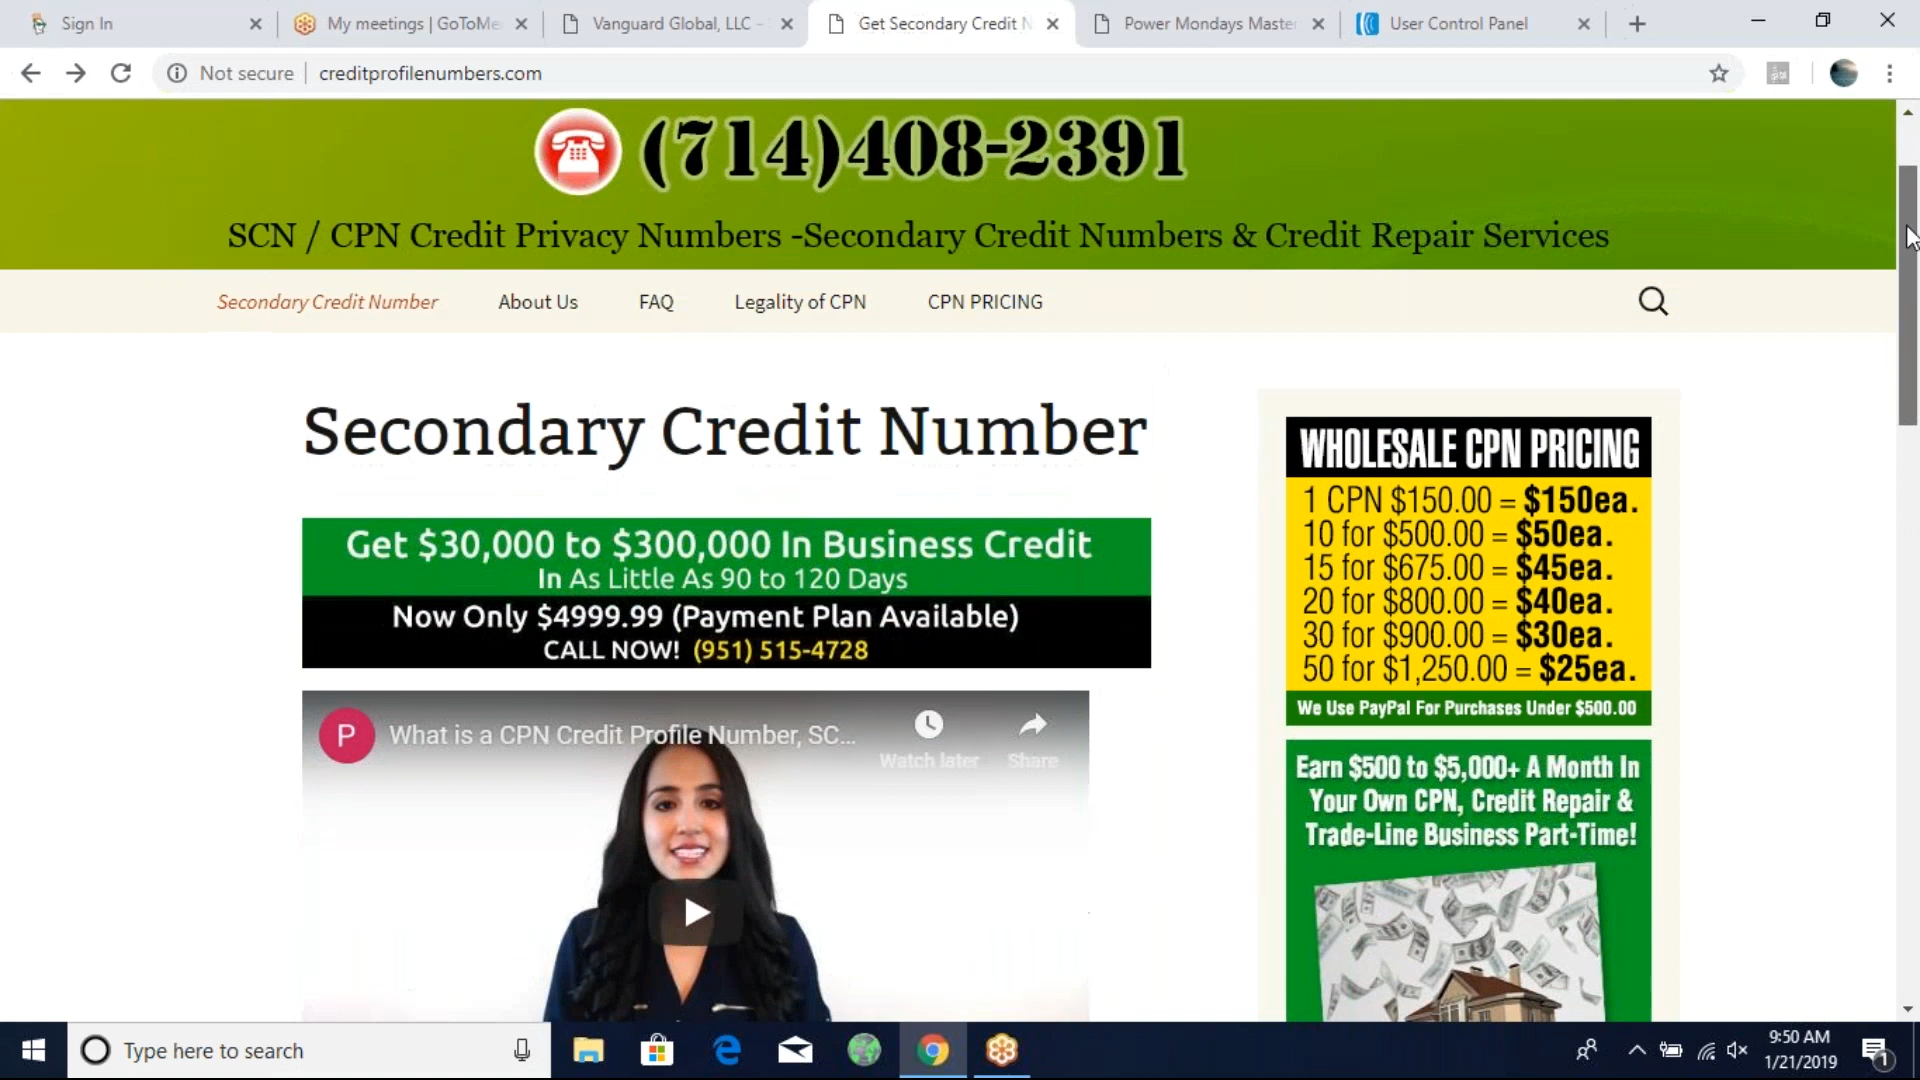 Sign In
My meetings | GoToMe
Vanguard Global, LLC –
Get Secondary Credit N
Power Mondays Master
User Control Panel
Not secure
creditprofilenumbers.com
(714)408-2391
SCN / CPN Credit Privacy Numbers -Secondary Credit Numbers & Credit Repair Services
Secondary Credit Number
About Us
FAQ
Legality of CPN
CPN PRICING
Secondary Credit Number
Get $30,000 to $300,000 In Business Credit
In As Little As 90 to 120 Days
Now Only $4999.99 (Payment Plan Available)
CALL NOW! (951) 515-4728
P
What is a CPN Credit Profile Number, SC...
Watch later
Share
WHOLESALE CPN PRICING
1 CPN $150.00 = $150ea.
10 for $500.00 = $50ea.
15 for $675.00 = $45ea.
20 for $800.00 = $40ea.
30 for $900.00 = $30ea.
50 for $1,250.00 = $25ea.
We Use PayPal For Purchases Under $500.00
Earn $500 to $5,000+ A Month In
Your Own CPN, Credit Repair &
Trade-Line Business Part-Time!
Type here to search
9:50 AM
1/21/2019
1